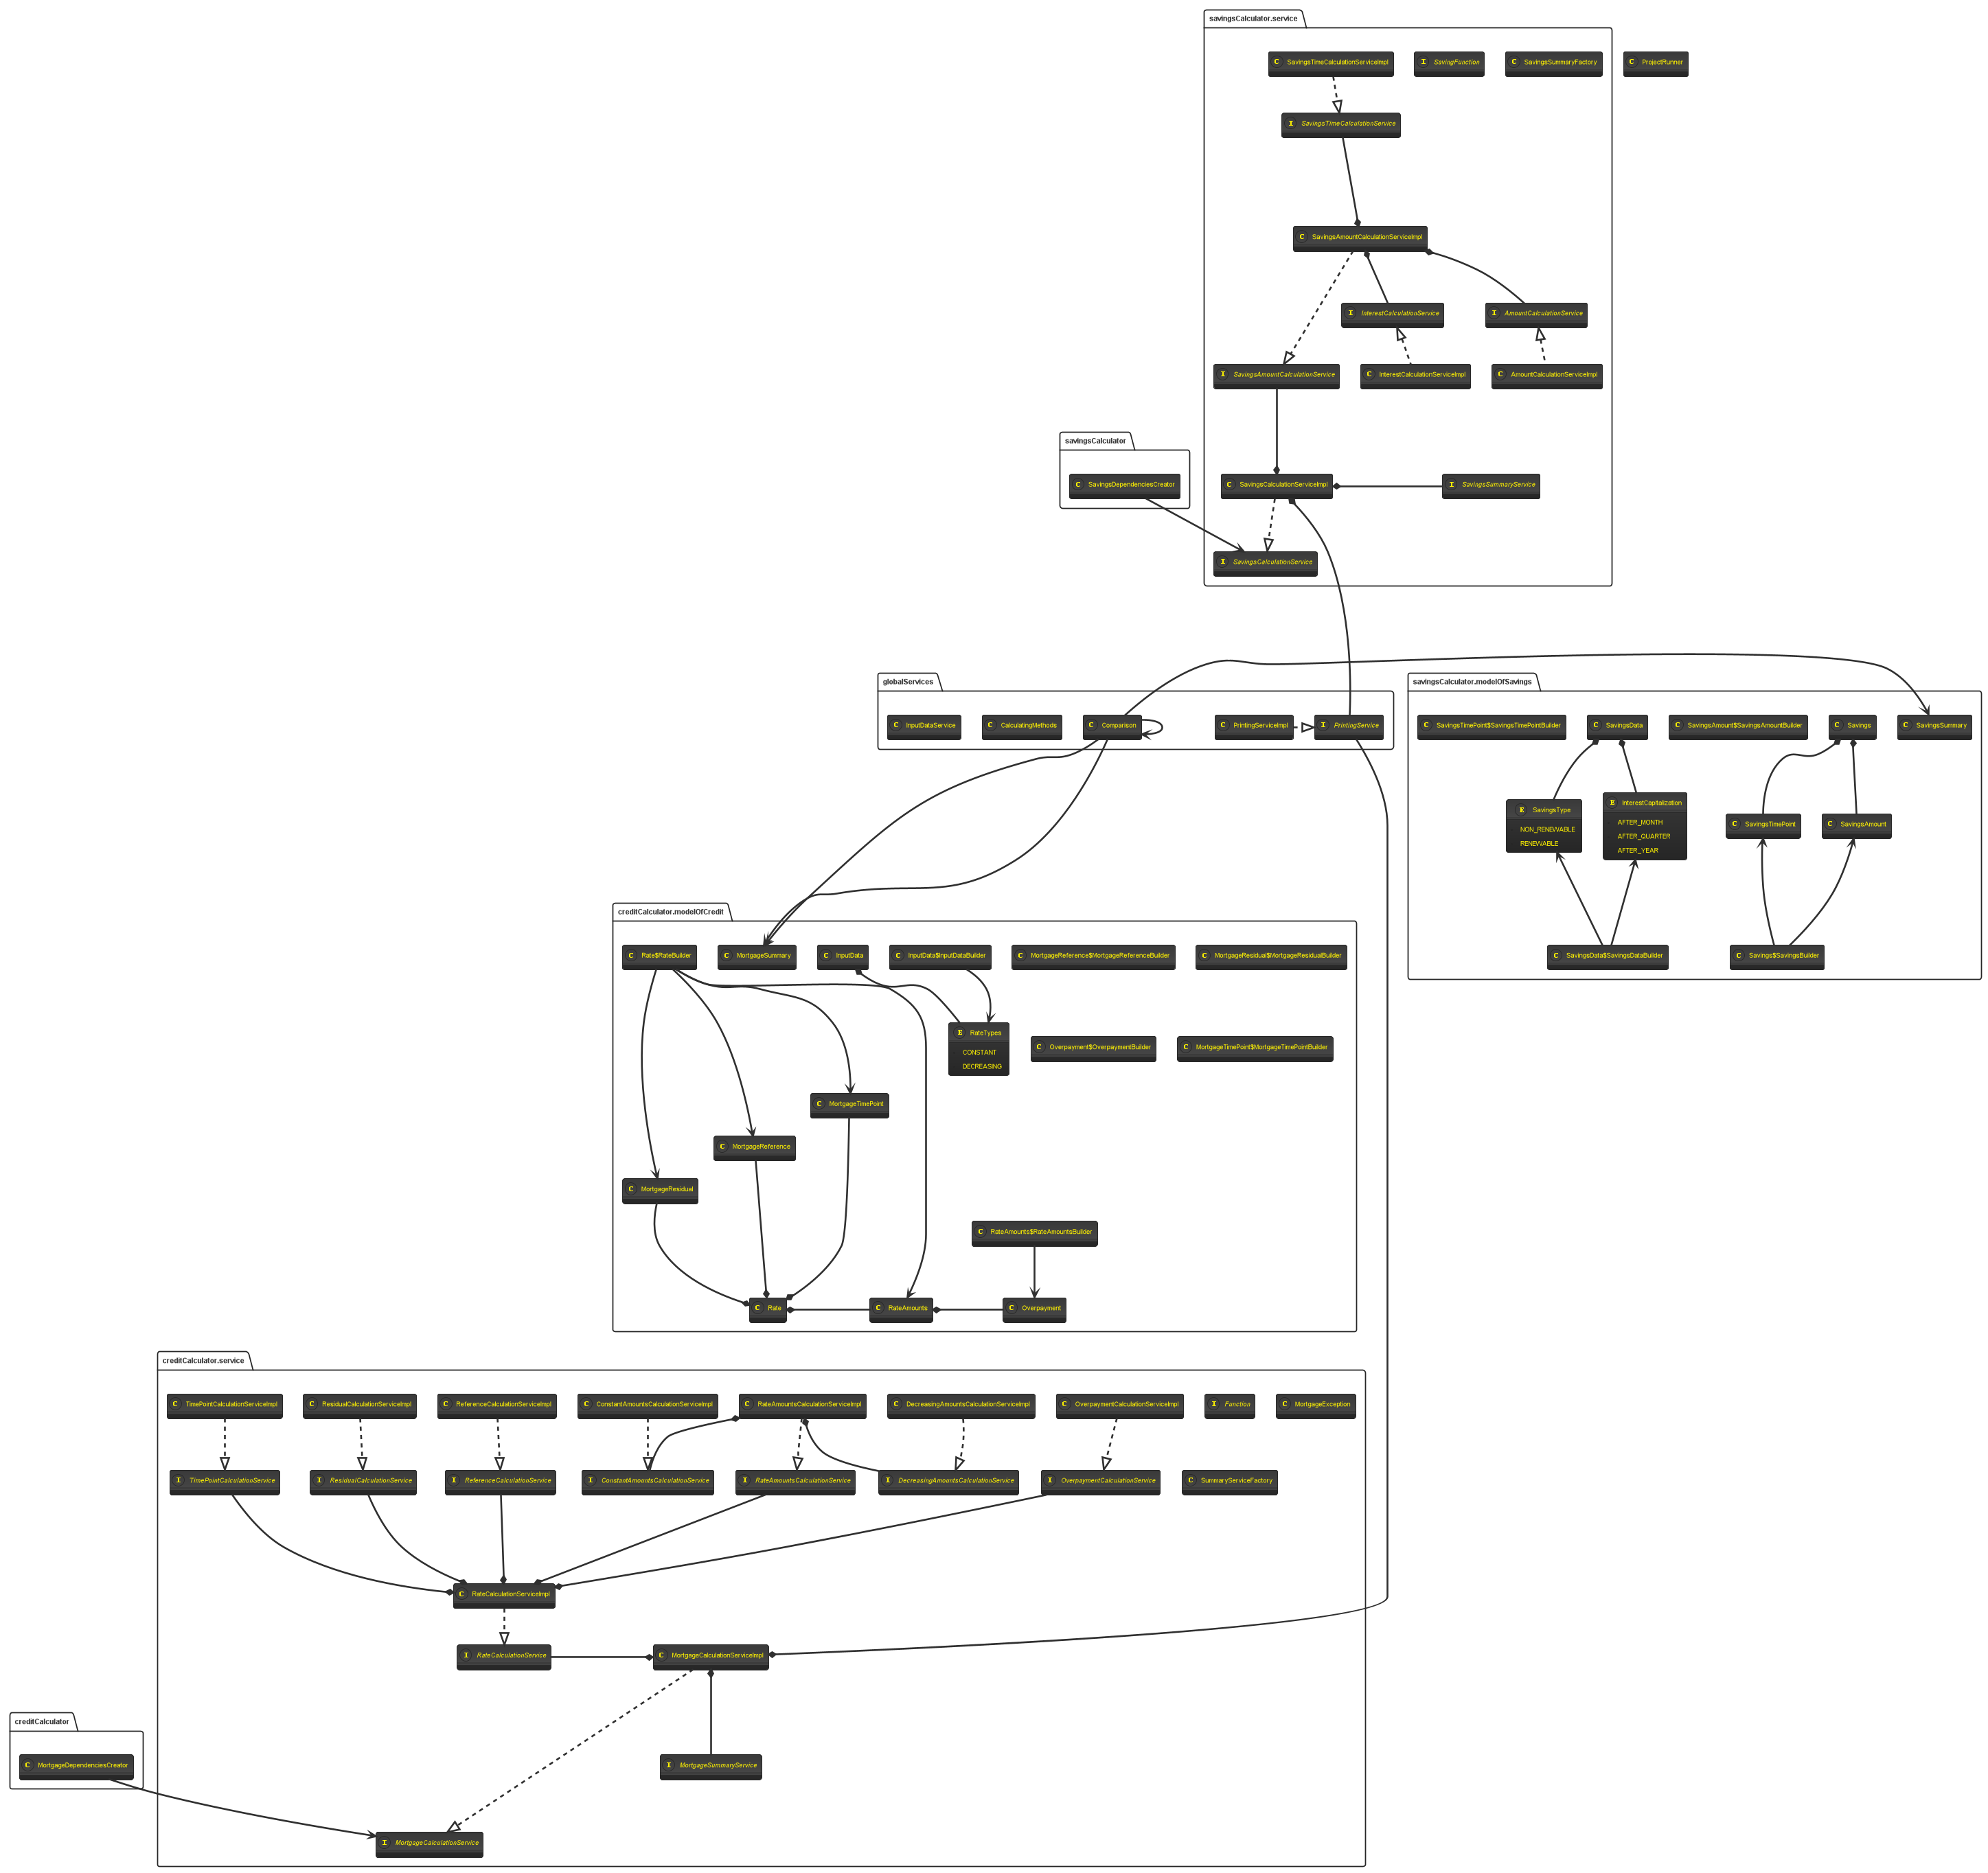 savingsCalculator.service
C SavingsTimeCalculationServiceImpl
I SavingFunction
C SavingsSummaryFactory
C ProjectRunner
I SavingsTimeCalculationService
C SavingsAmountCalculationServiceImpl
I InterestCalculationService
I AmountCalculationService
I SavingsAmountCalculationService
C InterestCalculationServiceImpl
C AmountCalculationServiceImpl
savingsCalculator
C SavingsDependenciesCreator
C SavingsCalculationServiceImpl
I SavingsSummaryService
I SavingsCalculationService
globalServices
C InputDataService
C CalculatingMethods
C Comparison
C PrintingServiceImpl
I PrintingService
savingsCalculator.modelOfSavings
C SavingsTimePoint$SavingsTimePointBuilder
C SavingsData
C SavingsAmount$SavingsAmountBuilder
C Savings
C SavingsSummary
E SavingsType
NON_RENEWABLE
RENEWABLE
E InterestCapitalization
AFTER_MONTH
AFTER_QUARTER
AFTER_YEAR
C SavingsTimePoint
C SavingsAmount
C SavingsData$SavingsDataBuilder
C Savings$SavingsBuilder
creditCalculator.modelOfCredit
C Rate$RateBuilder
C MortgageSummary
C InputData
C InputData$InputDataBuilder
C MortgageReference$MortgageReferenceBuilder
C MortgageResidual$MortgageResidualBuilder
E RateTypes
CONSTANT
DECREASING
C Overpayment$OverpaymentBuilder
C MortgageTimePoint$MortgageTimePointBuilder
C MortgageTimePoint
C MortgageReference
C MortgageResidual
C RateAmounts$RateAmountsBuilder
C Rate
C RateAmounts
C Overpayment
creditCalculator.service
C TimePointCalculationServiceImpl
C ResidualCalculationServiceImpl
C ReferenceCalculationServiceImpl
C ConstantAmountsCalculationServiceImpl
C RateAmountsCalculationServiceImpl
C DecreasingAmountsCalculationServiceImpl
C OverpaymentCalculationServiceImpl
I Function
C MortgageException
I TimePointCalculationService
I ResidualCalculationService
I ReferenceCalculationService
I ConstantAmountsCalculationService
I RateAmountsCalculationService
I DecreasingAmountsCalculationService
I OverpaymentCalculationService
C SummaryServiceFactory
C RateCalculationServiceImpl
I RateCalculationService
C MortgageCalculationServiceImpl
creditCalculator
C MortgageDependenciesCreator
I MortgageSummaryService
I MortgageCalculationService